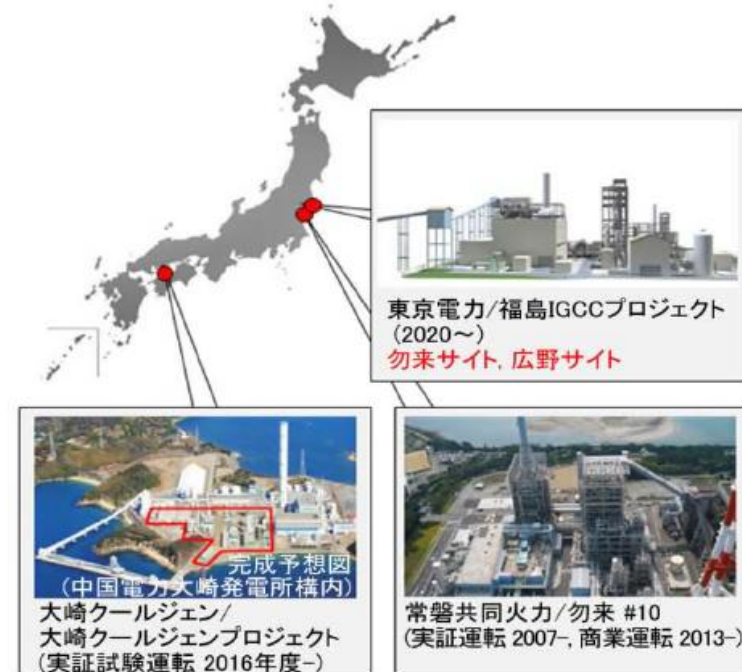 東京電力/福島IGCCプロジェクト
(2020～)
勿来サイト, 広野サイト
完成予想図
(中国電力大崎発電所構内)
大崎クールジェン/
大崎クールジェンプロジェクト
(実証試験運転 2016年度-)
常磐共同火力/勿来 #10
(実証運転 2007-, 商業運転 2013-)